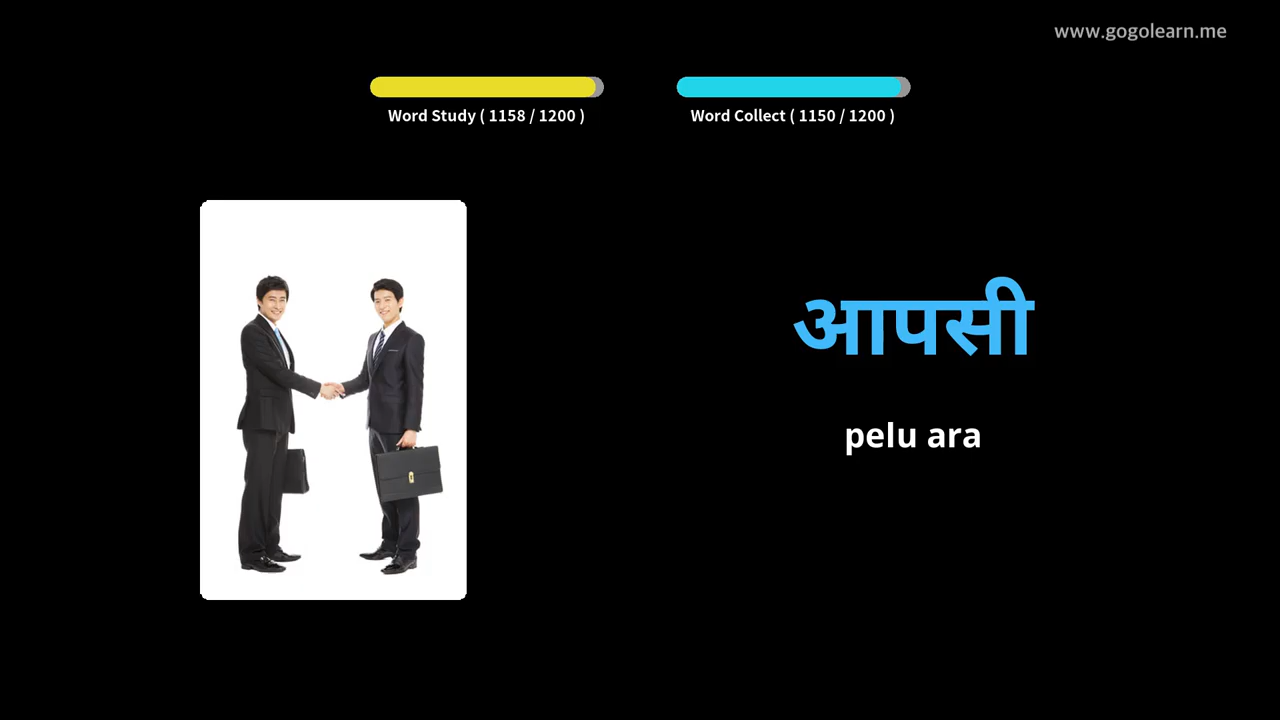 www.gogolearn.me
Word Study ( 1158 / 1200 )
Word Collect ( 1150 / 1200 )
आपसी
pelu ara